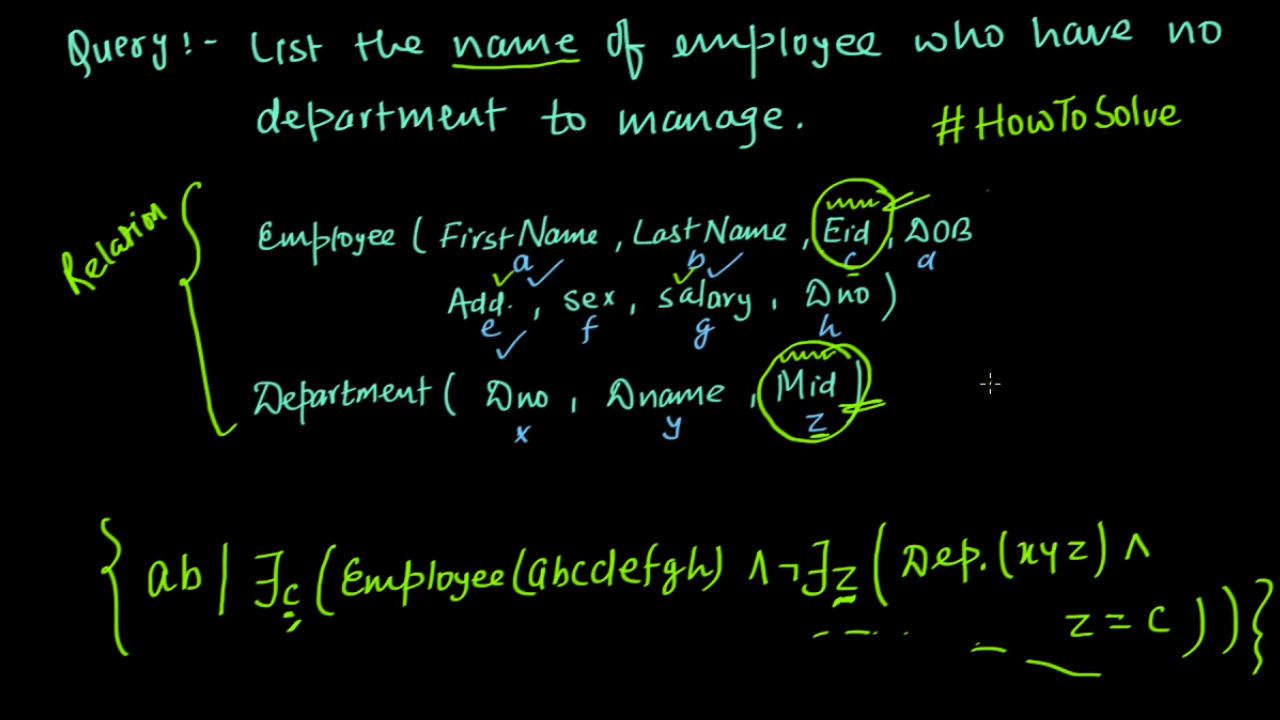 Query:- List the name of employee who have no
department to manage.
#HowToSolve
Relation
Employee ( FirstName , LastName , Eid , DOB
a b c d
Add. , sex , salary , Dno )
e f g h
Department ( Dno , Dname , Mid )
x y z
{ ab | ∃c ( Employee(abcdefgh) ∧ ¬∃z ( Dep.(xyz) ∧
z = c ) ) }